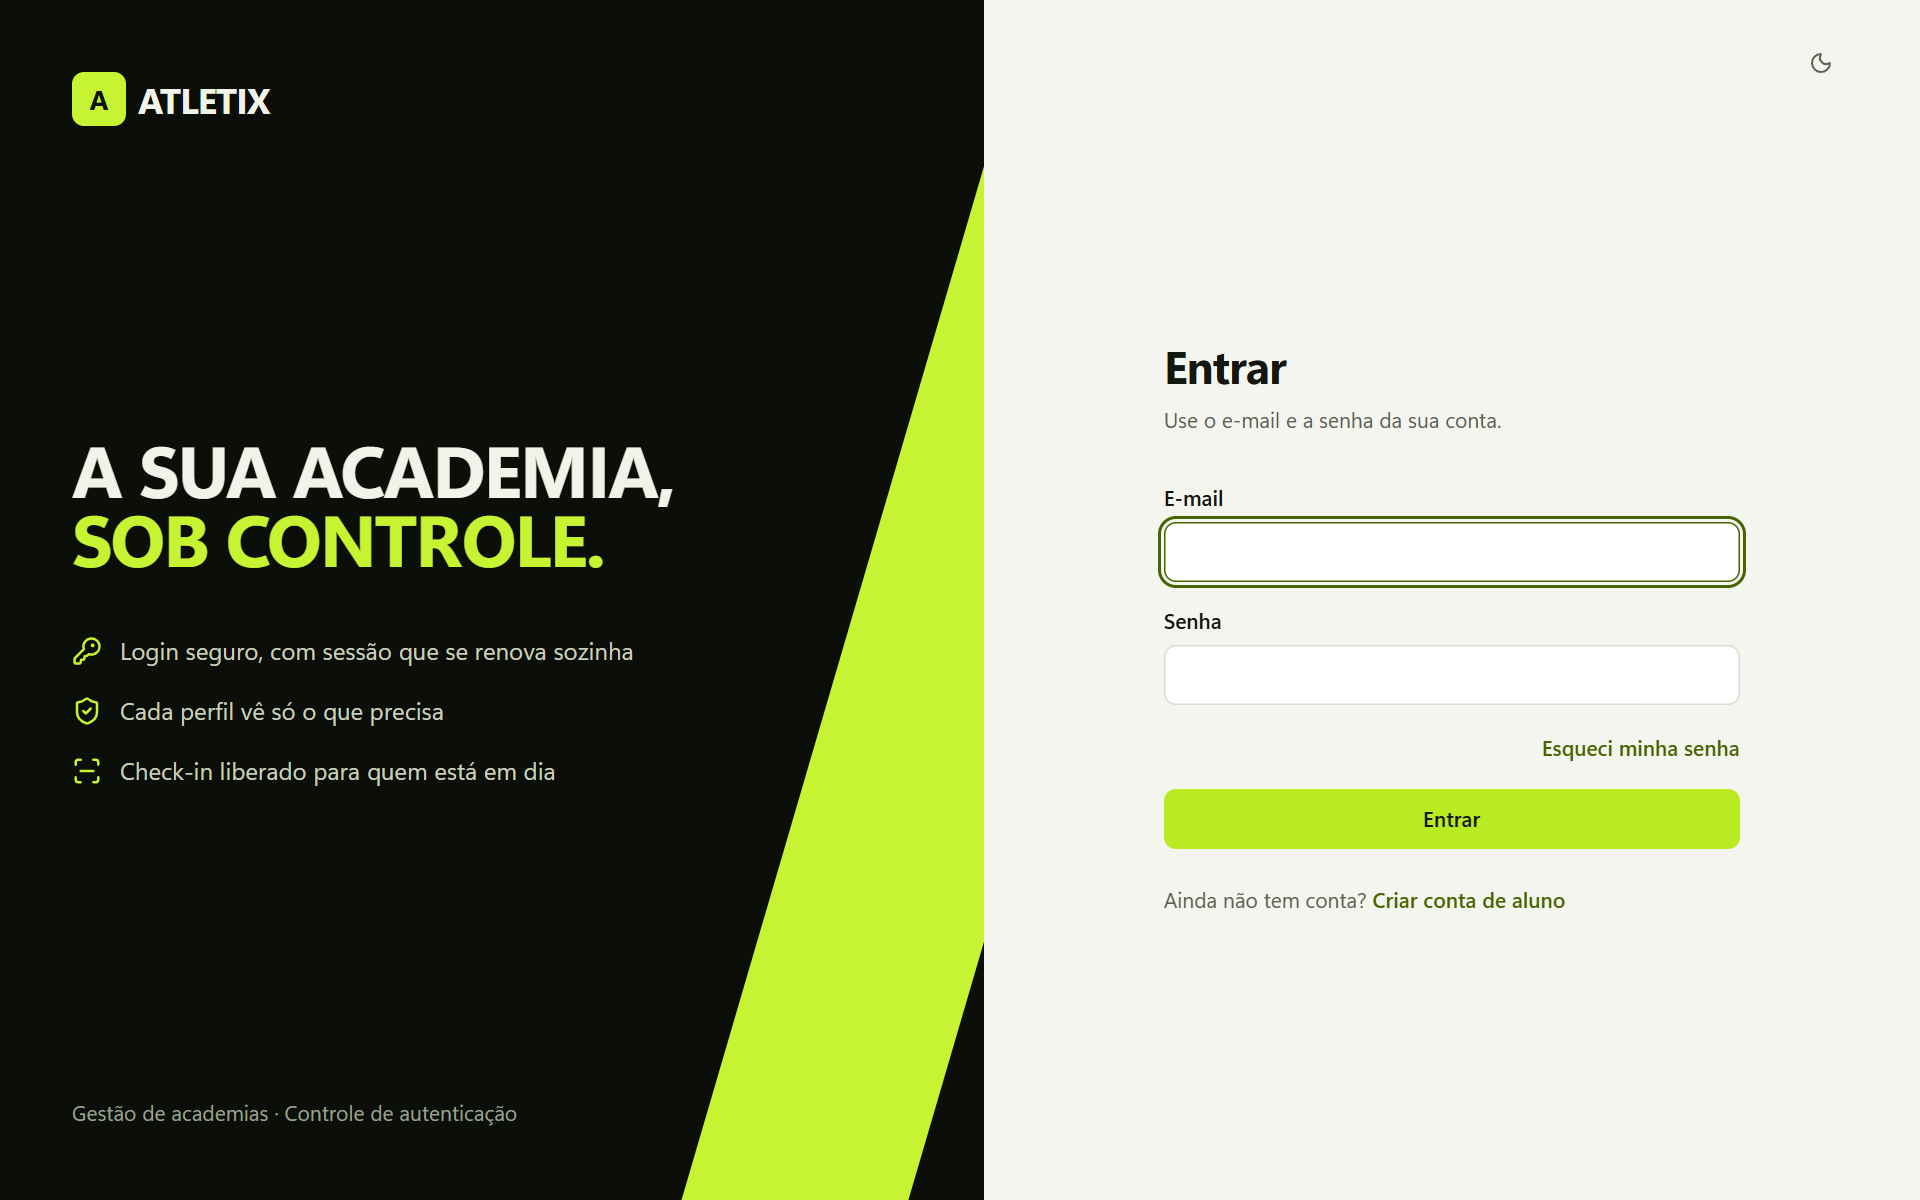 A
ATLETIX
A SUA ACADEMIA,
SOB CONTROLE.
Login seguro, com sessão que se renova sozinha
Cada perfil vê só o que precisa
Check-in liberado para quem está em dia
Gestão de academias · Controle de autenticação
Entrar
Use o e-mail e a senha da sua conta.
E-mail
Senha
Esqueci minha senha
Entrar
Ainda não tem conta? Criar conta de aluno